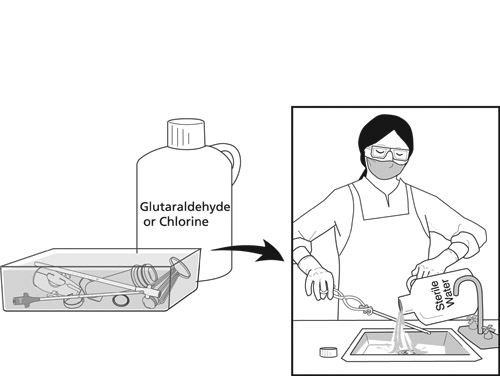 Glutaraldehyde
or Chlorine
Sterile
Water